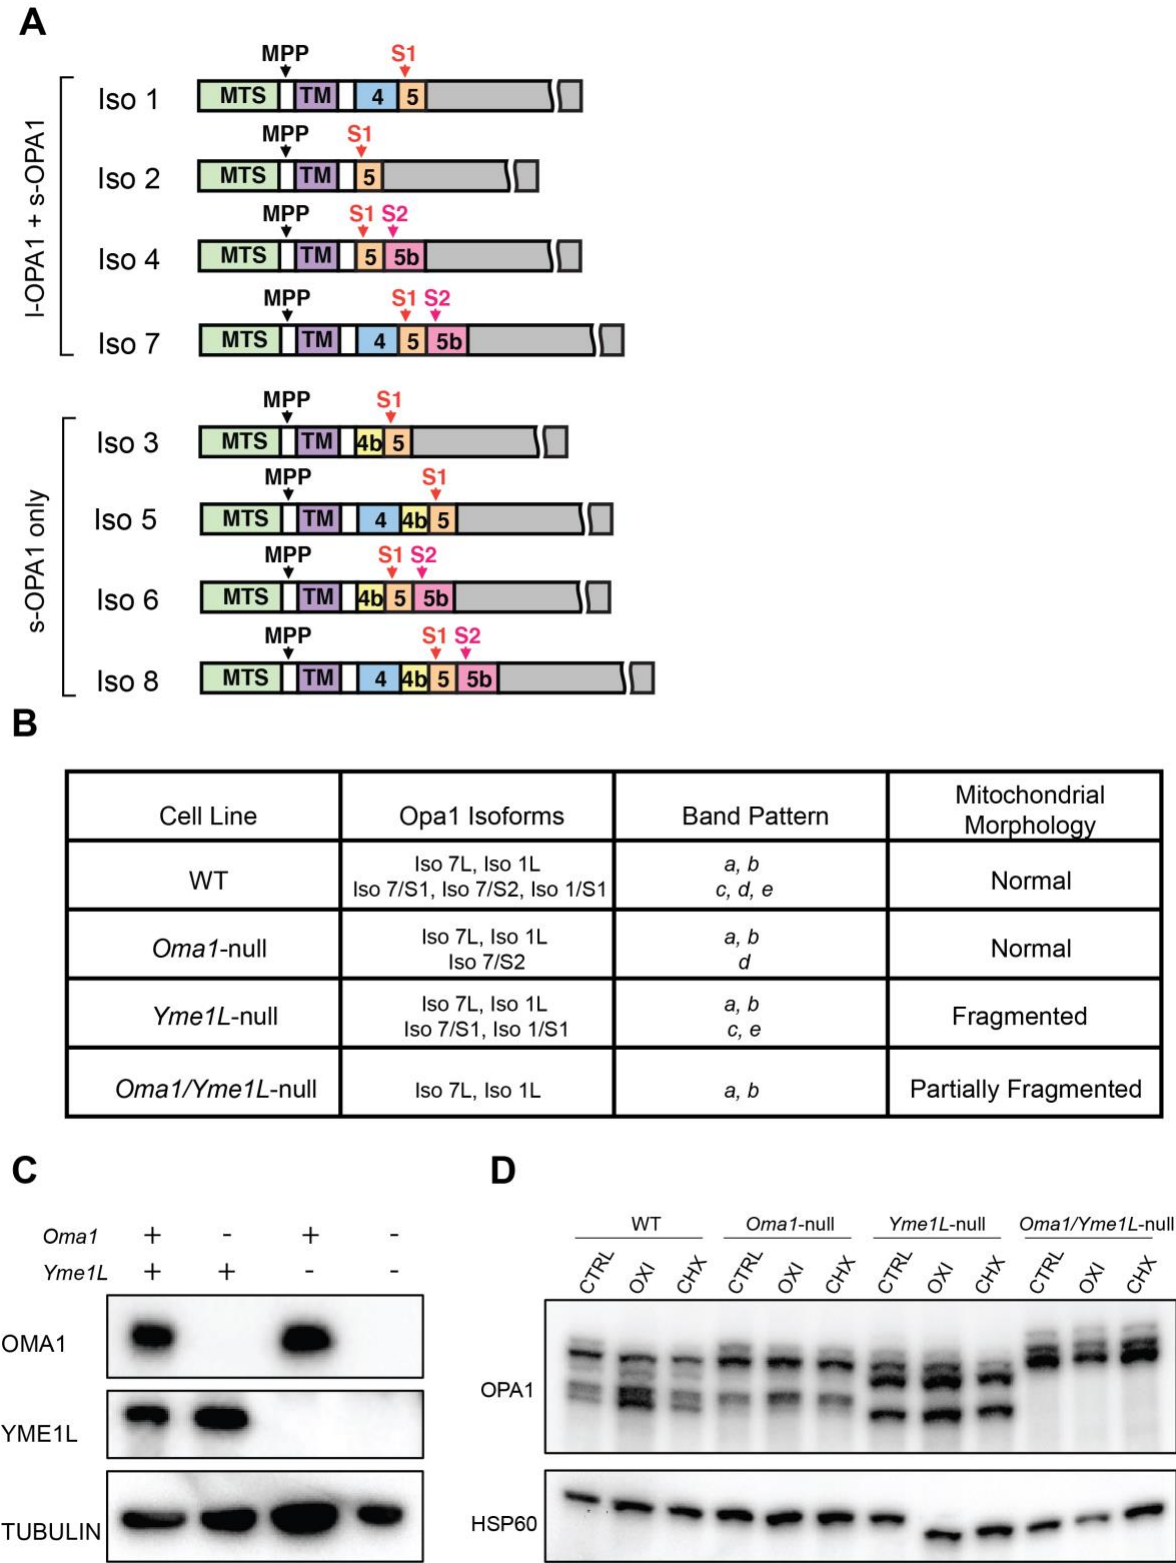 A
l-OPA1 + s-OPA1
MPP S1
Iso 1 MTS TM 4 5
MPP S1
Iso 2 MTS TM 5
MPP S1 S2
Iso 4 MTS TM 5 5b
MPP S1 S2
Iso 7 MTS TM 4 5 5b
s-OPA1 only
MPP S1
Iso 3 MTS TM 4b 5
MPP S1
Iso 5 MTS TM 4 4b 5
MPP S1 S2
Iso 6 MTS TM 4b 5 5b
MPP S1 S2
Iso 8 MTS TM 4 4b 5 5b
B
Cell Line Opa1 Isoforms Band Pattern Mitochondrial
Morphology
WT Iso 7L, Iso 1L a, b Normal
Iso 7/S1, Iso 7/S2, Iso 1/S1 c, d, e
Oma1-null Iso 7L, Iso 1L a, b Normal
Iso 7/S2 d
Yme1L-null Iso 7L, Iso 1L a, b Fragmented
Iso 7/S1, Iso 1/S1 c, e
Oma1/Yme1L-null Iso 7L, Iso 1L a, b Partially Fragmented
C
Oma1 + - + -
Yme1L + + - -
OMA1
YME1L
TUBULIN
D
WT Oma1-null Yme1L-null Oma1/Yme1L-null
CTRL OXI CHX CTRL OXI CHX CTRL OXI CHX CTRL OXI CHX
OPA1
HSP60